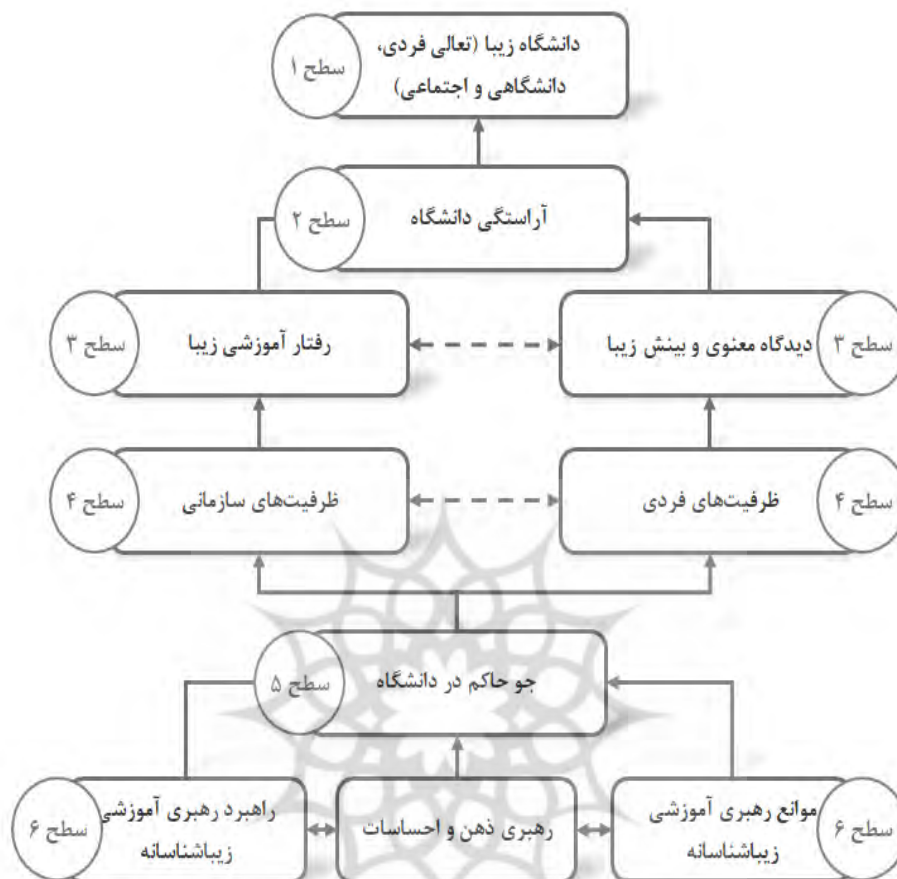 دانشگاه زیبا (تعالی فردی،
دانشگاهی و اجتماعی)
سطح ۱
آراستگی دانشگاه
سطح ۲
دیدگاه معنوی و بینش زیبا
سطح ۳
رفتار آموزشی زیبا
سطح ۳
ظرفیت‌های فردی
سطح ۴
ظرفیت‌های سازمانی
سطح ۴
جو حاکم در دانشگاه
سطح ۵
موانع رهبری آموزشی
زیباشناسانه
سطح ۶
رهبری ذهن و احساسات
راهبرد رهبری آموزشی
زیباشناسانه
سطح ۶